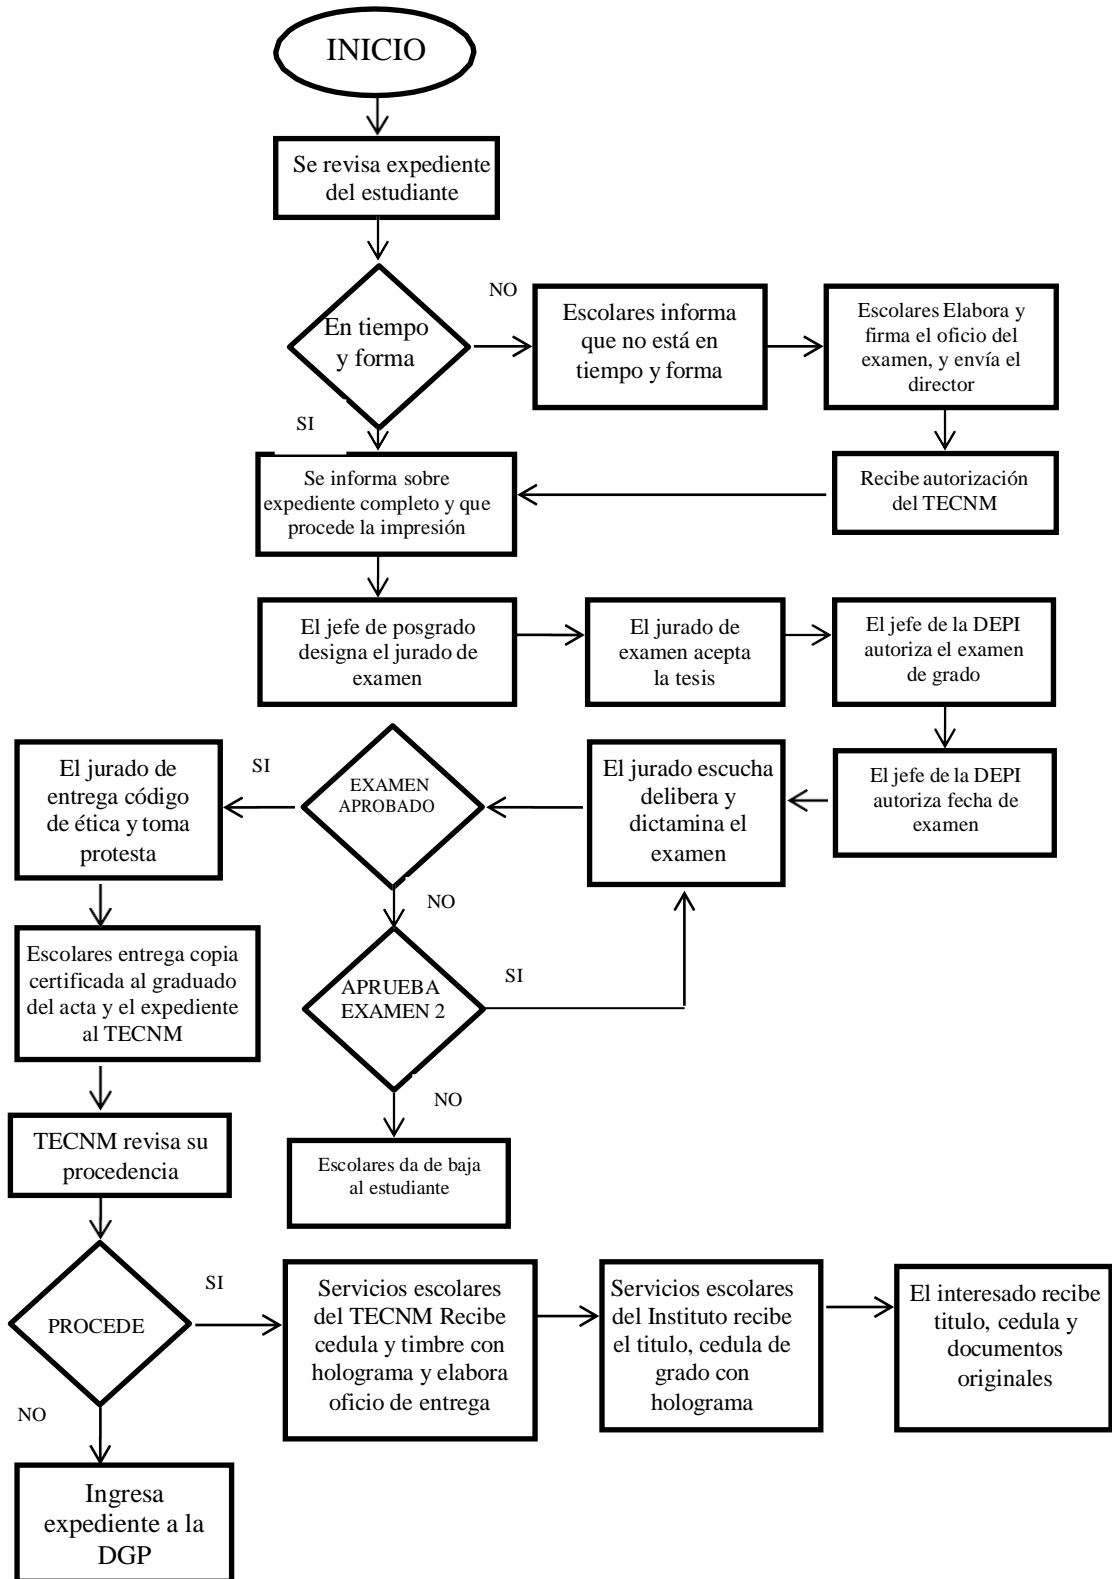 INICIO
Se revisa expediente
del estudiante
En tiempo
y forma
NO
Escolares informa
que no está en
tiempo y forma
Escolares Elabora y
firma el oficio del
examen, y envía el
director
SI
Recibe autorización
del TECNM
Se informa sobre
expediente completo y que
procede la impresión
El jefe de posgrado
designa el jurado de
examen
El jurado de
examen acepta
la tesis
El jefe de la DEPI
autoriza el examen
de grado
El jefe de la DEPI
autoriza fecha de
examen
El jurado escucha
delibera y
dictamina el
examen
EXAMEN
APROBADO
SI
El jurado de
entrega código
de ética y toma
protesta
NO
APRUEBA
EXAMEN 2
SI
NO
Escolares da de baja
al estudiante
Escolares entrega copia
certificada al graduado
del acta y el expediente
al TECNM
TECNM revisa su
procedencia
PROCEDE
SI
Servicios escolares
del TECNM Recibe
cedula y timbre con
holograma y elabora
oficio de entrega
Servicios escolares
del Instituto recibe
el titulo, cedula de
grado con
holograma
El interesado recibe
titulo, cedula y
documentos
originales
NO
Ingresa
expediente a la
DGP